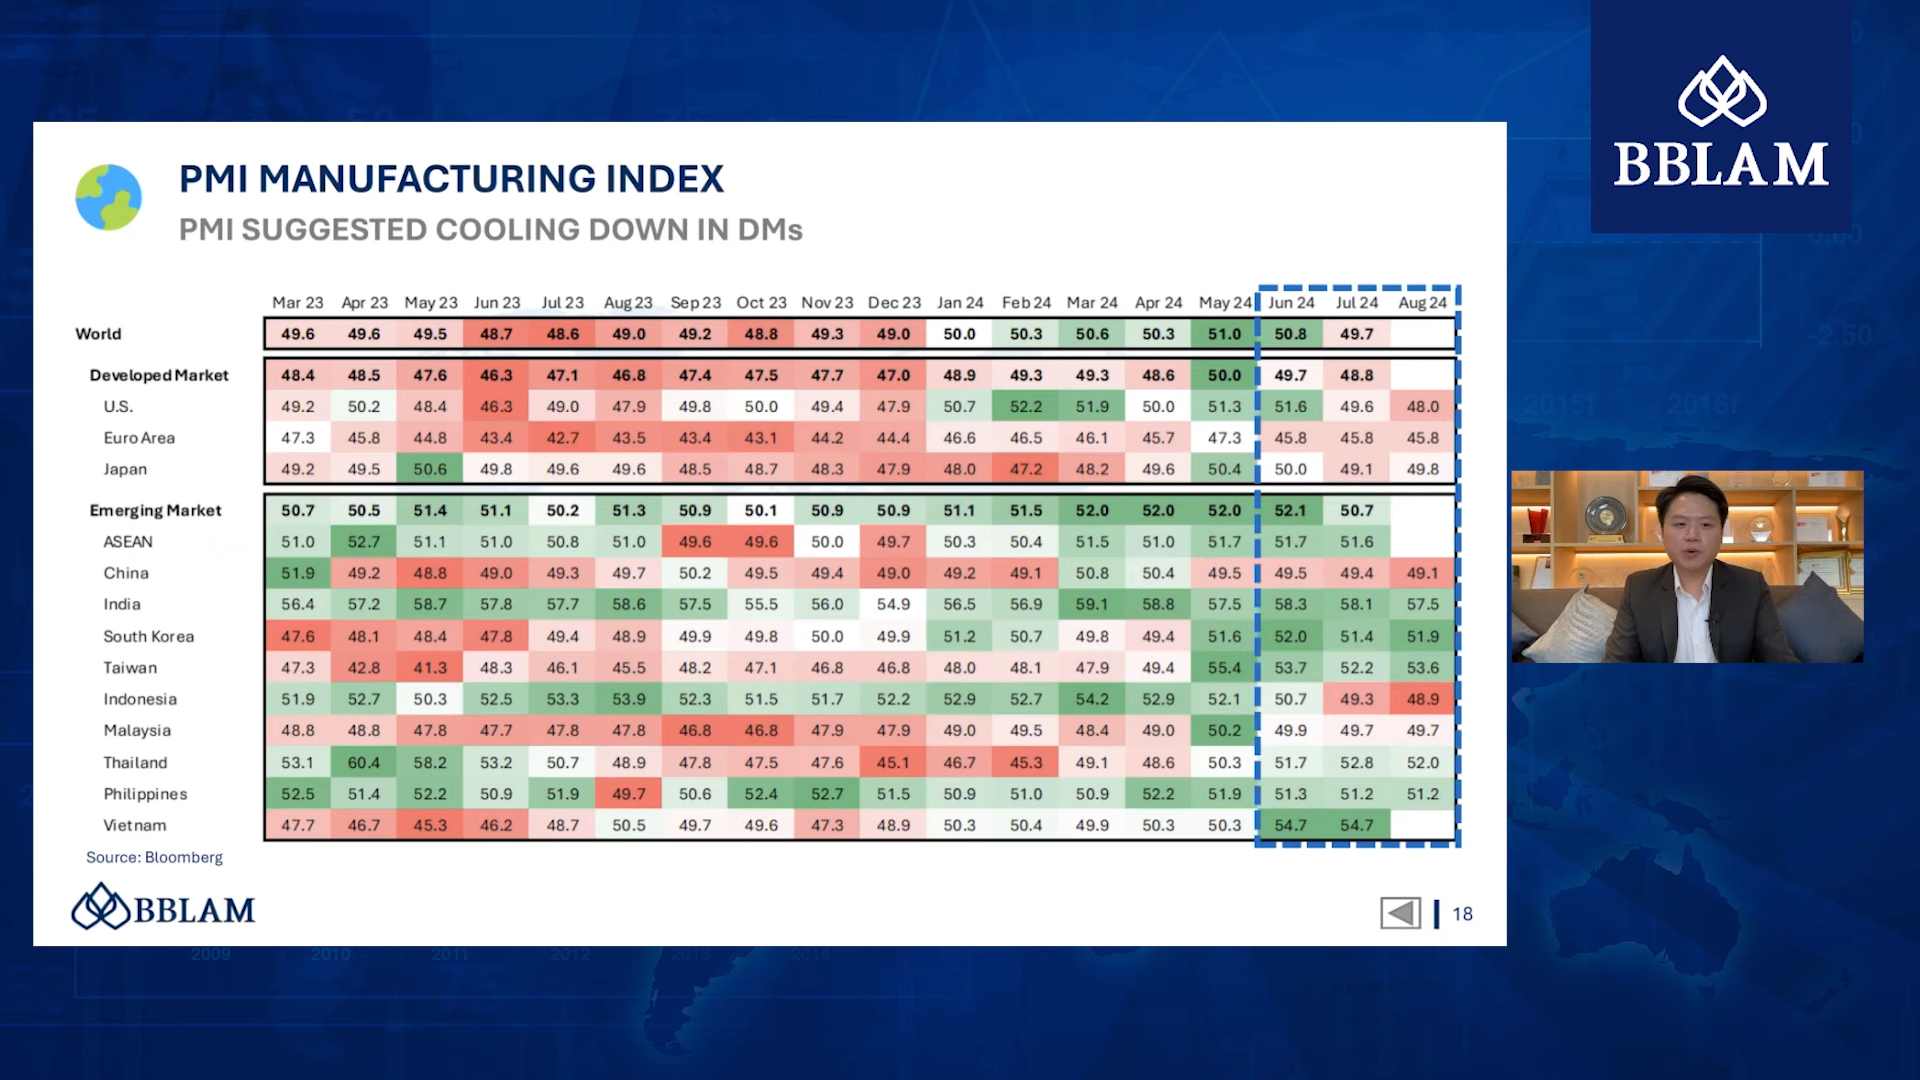 BBLAM
PMI MANUFACTURING INDEX
PMI SUGGESTED COOLING DOWN IN DMs
Mar 23 Apr 23 May 23 Jun 23 Jul 23 Aug 23 Sep 23 Oct 23 Nov 23 Dec 23 Jan 24 Feb 24 Mar 24 Apr 24 May 24 Jun 24 Jul 24 Aug 24
World 49.6 49.6 49.5 48.7 48.6 49.0 49.2 48.8 49.3 49.0 50.0 50.3 50.6 50.3 51.0 50.8 49.7
Developed Market 48.4 48.5 47.6 46.3 47.1 46.8 47.4 47.5 47.7 47.0 48.9 49.3 49.3 48.6 50.0 49.7 48.8
U.S. 49.2 50.2 48.4 46.3 49.0 47.9 49.8 50.0 49.4 47.9 50.7 52.2 51.9 50.0 51.3 51.6 49.6 48.0
Euro Area 47.3 45.8 44.8 43.4 42.7 43.5 43.4 43.1 44.2 44.4 46.6 46.5 46.1 45.7 47.3 45.8 45.8 45.8
Japan 49.2 49.5 50.6 49.8 49.6 49.6 48.5 48.7 48.3 47.9 48.0 47.2 48.2 49.6 50.4 50.0 49.1 49.8
Emerging Market 50.7 50.5 51.4 51.1 50.2 51.3 50.9 50.1 50.9 50.9 51.1 51.5 52.0 52.0 52.0 52.1 50.7
ASEAN 51.0 52.7 51.1 51.0 50.8 51.0 49.6 49.6 50.0 49.7 50.3 50.4 51.5 51.0 51.7 51.7 51.6
China 51.9 49.2 48.8 49.0 49.3 49.7 50.2 49.5 49.4 49.0 49.2 49.1 50.8 50.4 49.5 49.5 49.4 49.1
India 56.4 57.2 58.7 57.8 57.7 58.6 57.5 55.5 56.0 54.9 56.5 56.9 59.1 58.8 57.5 58.3 58.1 57.5
South Korea 47.6 48.1 48.4 47.8 49.4 48.9 49.9 49.8 50.0 49.9 51.2 50.7 49.8 49.4 51.6 52.0 51.4 51.9
Taiwan 47.3 42.8 41.3 48.3 46.1 45.5 48.2 47.1 46.8 46.8 48.0 48.1 47.9 49.4 55.4 53.7 52.2 53.6
Indonesia 51.9 52.7 50.3 52.5 53.3 53.9 52.3 51.5 51.7 52.2 52.9 52.7 54.2 52.9 52.1 50.7 49.3 48.9
Malaysia 48.8 48.8 47.8 47.7 47.8 47.8 46.8 46.8 47.9 47.9 49.0 49.5 48.4 49.0 50.2 49.9 49.7 49.7
Thailand 53.1 60.4 58.2 53.2 50.7 48.9 47.8 47.5 47.6 45.1 46.7 45.3 49.1 48.6 50.3 51.7 52.8 52.0
Philippines 52.5 51.4 52.2 50.9 51.9 49.7 50.6 52.4 52.7 51.5 50.9 51.0 50.9 52.2 51.9 51.3 51.2 51.2
Vietnam 47.7 46.7 45.3 46.2 48.7 50.5 49.7 49.6 47.3 48.9 50.3 50.4 49.9 50.3 50.3 54.7 54.7
Source: Bloomberg
BBLAM
18
-2.50
2015f 2016f
2009 2010 2011 2012 2013 2014